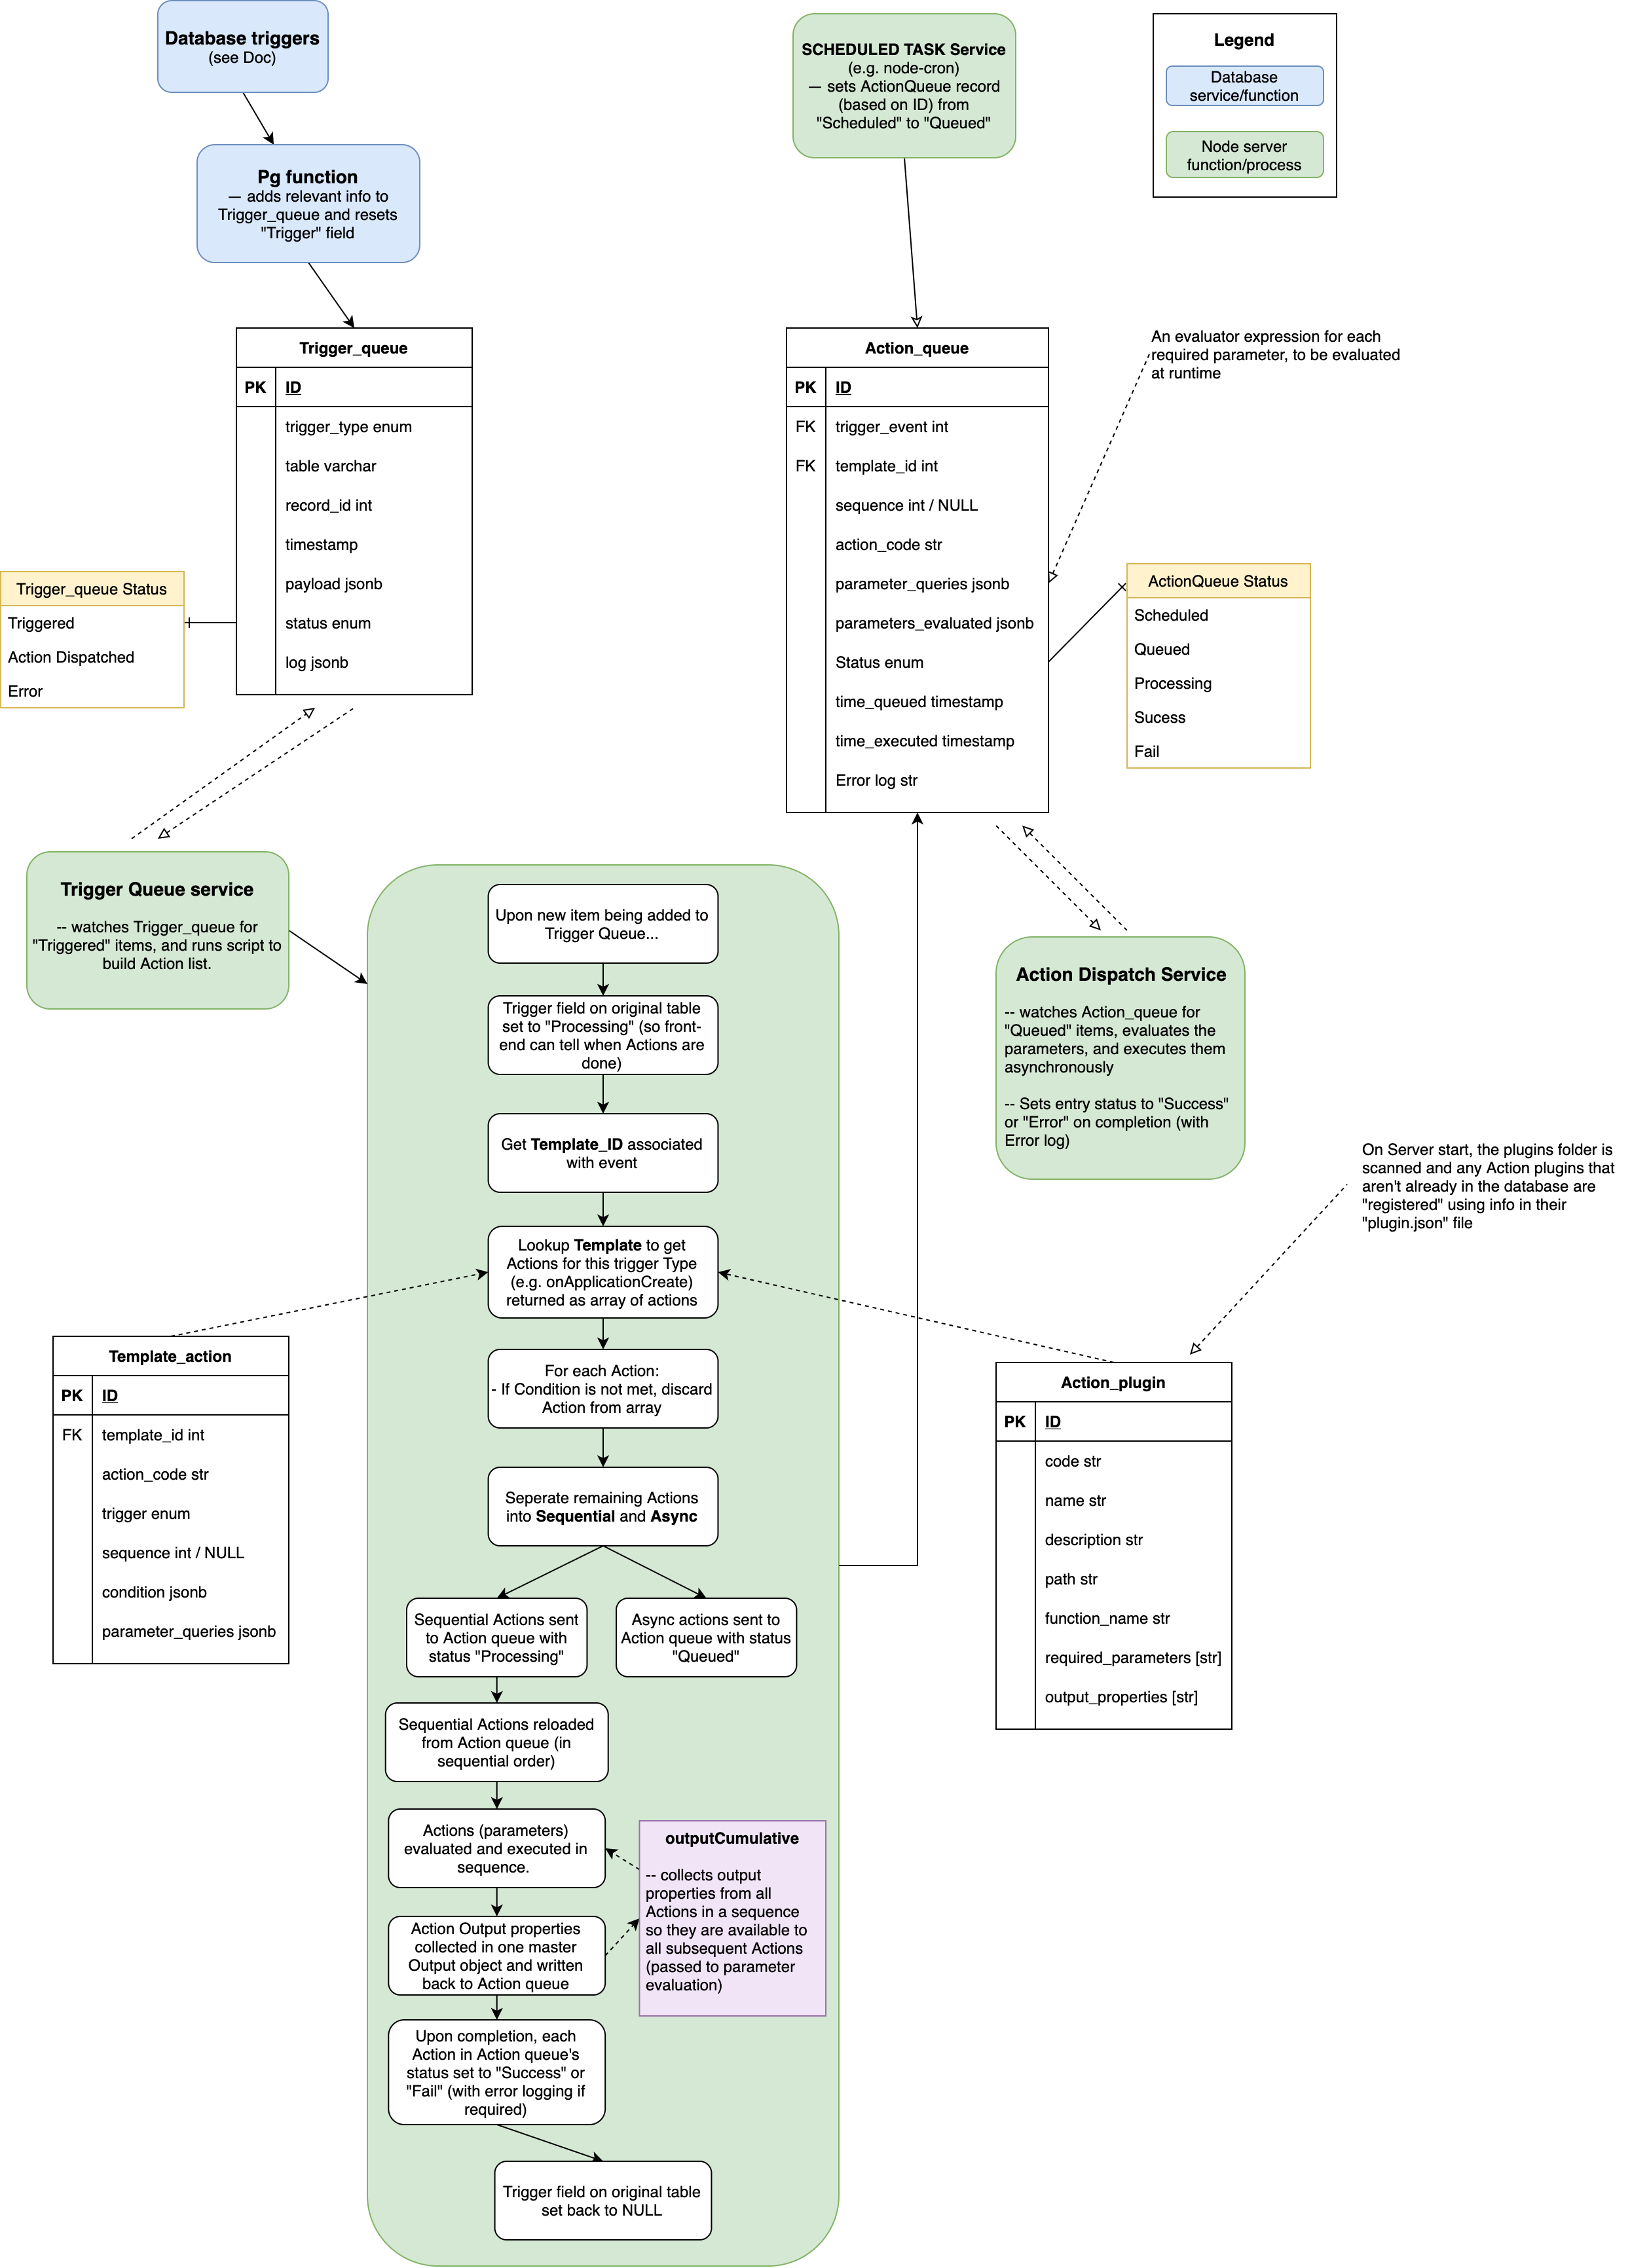 Database triggers
(see Doc)
Pg function
— adds relevant info to
Trigger_queue and resets
"Trigger" field
SCHEDULED TASK Service
(e.g. node-cron)
— sets ActionQueue record
(based on ID) from
"Scheduled" to "Queued"
Legend
Database
service/function
Node server
function/process
Trigger_queue
PK ID
trigger_type enum
table varchar
record_id int
timestamp
payload jsonb
status enum
log jsonb
Trigger_queue Status
Triggered
Action Dispatched
Error
Action_queue
PK ID
FK trigger_event int
FK template_id int
sequence int / NULL
action_code str
parameter_queries jsonb
parameters_evaluated jsonb
Status enum
time_queued timestamp
time_executed timestamp
Error log str
An evaluator expression for each
required parameter, to be evaluated
at runtime
ActionQueue Status
Scheduled
Queued
Processing
Sucess
Fail
Trigger Queue service
-- watches Trigger_queue for
"Triggered" items, and runs script to
build Action list.
Upon new item being added to
Trigger Queue...
Trigger field on original table
set to "Processing" (so front-
end can tell when Actions are
done)
Get Template_ID associated
with event
Lookup Template to get
Actions for this trigger Type
(e.g. onApplicationCreate)
returned as array of actions
For each Action:
- If Condition is not met, discard
Action from array
Seperate remaining Actions
into Sequential and Async
Sequential Actions sent
to Action queue with
status "Processing"
Async actions sent to
Action queue with status
"Queued"
Sequential Actions reloaded
from Action queue (in
sequential order)
Actions (parameters)
evaluated and executed in
sequence.
Action Output properties
collected in one master
Output object and written
back to Action queue
Upon completion, each
Action in Action queue's
status set to "Success" or
"Fail" (with error logging if
required)
Trigger field on original table
set back to NULL
outputCumulative
-- collects output
properties from all
Actions in a sequence
so they are available to
all subsequent Actions
(passed to parameter
evaluation)
Action Dispatch Service
-- watches Action_queue for
"Queued" items, evaluates the
parameters, and executes them
asynchronously
-- Sets entry status to "Success"
or "Error" on completion (with
Error log)
On Server start, the plugins folder is
scanned and any Action plugins that
aren't already in the database are
"registered" using info in their
"plugin.json" file
Template_action
PK ID
FK template_id int
action_code str
trigger enum
sequence int / NULL
condition jsonb
parameter_queries jsonb
Action_plugin
PK ID
code str
name str
description str
path str
function_name str
required_parameters [str]
output_properties [str]